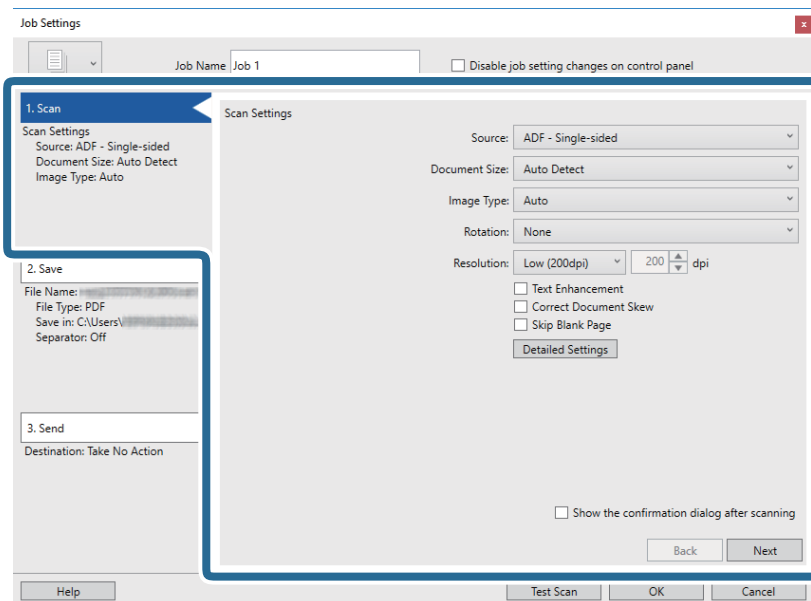 Job Settings
x
Job Name Job 1
Disable job setting changes on control panel
1. Scan
Scan Settings
Source: ADF - Single-sided
Document Size: Auto Detect
Image Type: Auto
2. Save
File Name:
File Type: PDF
Save in: C:\Users\
Separator: Off
3. Send
Destination: Take No Action
Scan Settings
Source: ADF - Single-sided
Document Size: Auto Detect
Image Type: Auto
Rotation: None
Resolution: Low (200dpi) 200 dpi
Text Enhancement
Correct Document Skew
Skip Blank Page
Detailed Settings
Show the confirmation dialog after scanning
Back Next
Help Test Scan OK Cancel